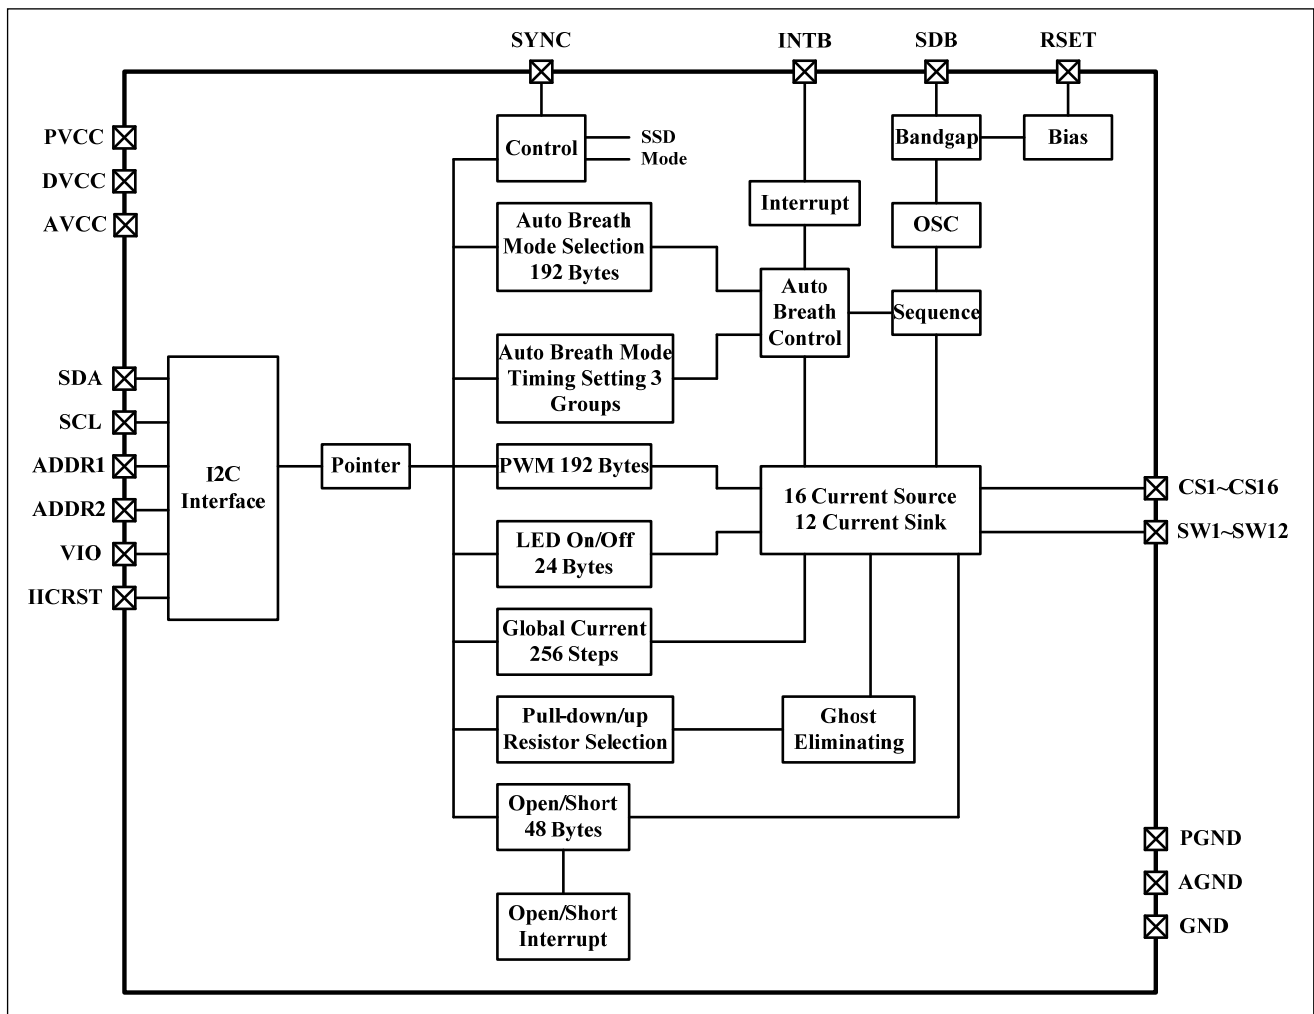 SYNC
INTB
SDB
RSET
PVCC
DVCC
AVCC
Control
SSD
Mode
Bandgap
Bias
Interrupt
OSC
Auto Breath
Mode Selection
192 Bytes
Auto
Breath
Control
Sequence
Auto Breath Mode
Timing Setting 3
Groups
SDA
SCL
ADDR1
ADDR2
VIO
IICRST
I2C
Interface
Pointer
PWM 192 Bytes
16 Current Source
12 Current Sink
CS1~CS16
SW1~SW12
LED On/Off
24 Bytes
Global Current
256 Steps
Pull-down/up
Resistor Selection
Ghost
Eliminating
Open/Short
48 Bytes
Open/Short
Interrupt
PGND
AGND
GND